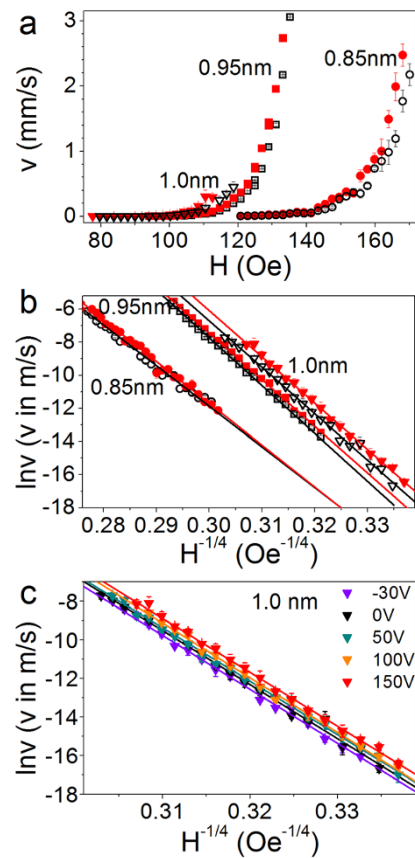 a
v (mm/s)
3
2
1
0
0.95nm
0.85nm
1.0nm
80 100 120 140 160
H (Oe)
b
lnv (v in m/s)
-6
-8
-10
-12
-14
-16
-18
0.95nm
0.85nm
1.0nm
0.28 0.29 0.30 0.31 0.32 0.33
H^-1/4 (Oe^-1/4)
c
lnv (v in m/s)
-8
-10
-12
-14
-16
-18
1.0 nm
-30V
0V
50V
100V
150V
0.31 0.32 0.33
H^-1/4 (Oe^-1/4)